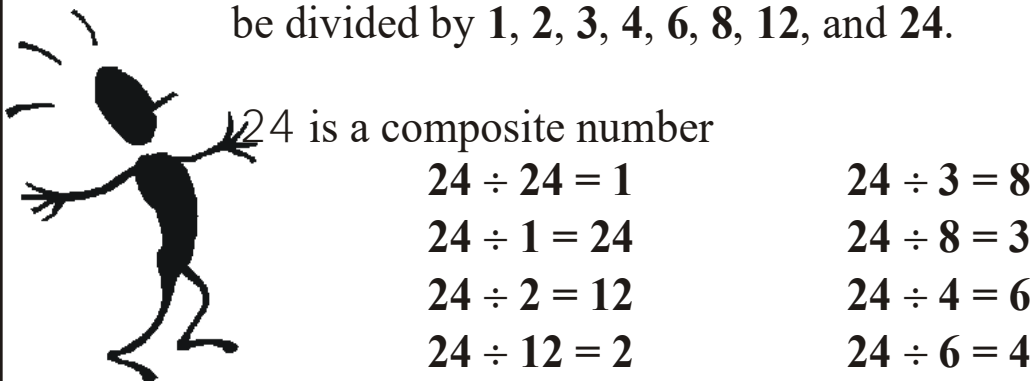 be divided by 1, 2, 3, 4, 6, 8, 12, and 24.
24 is a composite number
24 ÷ 24 = 1
24 ÷ 1 = 24
24 ÷ 2 = 12
24 ÷ 12 = 2
24 ÷ 3 = 8
24 ÷ 8 = 3
24 ÷ 4 = 6
24 ÷ 6 = 4